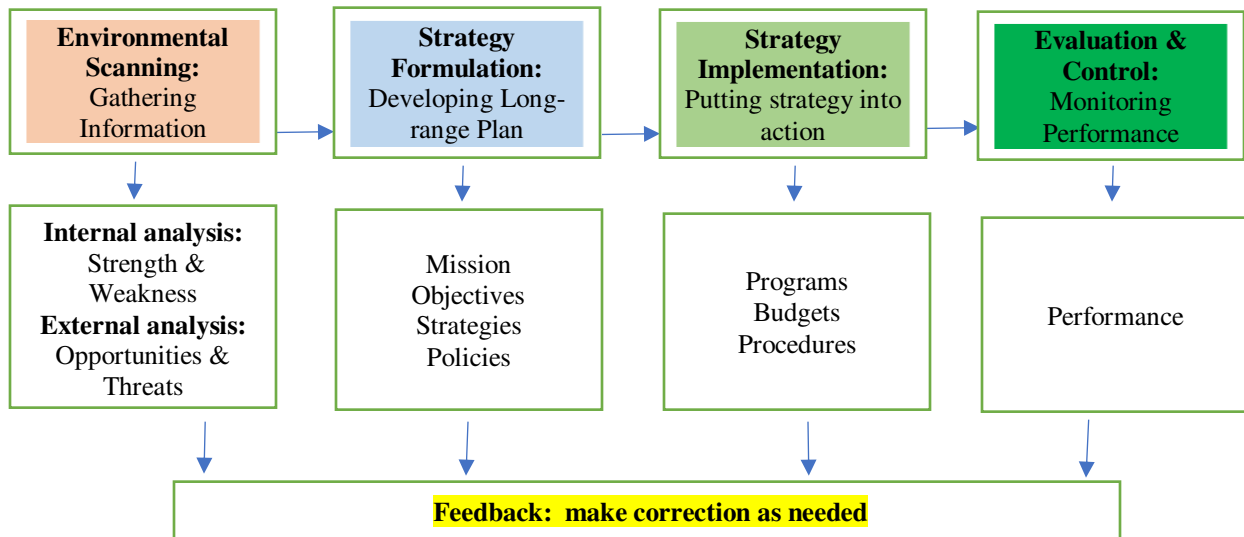 Environmental
Scanning:
Gathering
Information
Strategy
Formulation:
Developing Long-
range Plan
Strategy
Implementation:
Putting strategy into
action
Evaluation &
Control:
Monitoring
Performance
Internal analysis:
Strength &
Weakness
External analysis:
Opportunities &
Threats
Mission
Objectives
Strategies
Policies
Programs
Budgets
Procedures
Performance
Feedback: make correction as needed